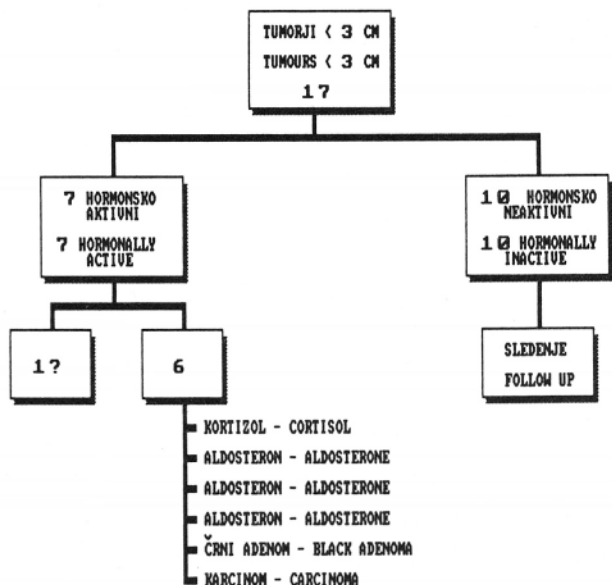 TUMORJI < 3 CM
TUMOURS < 3 CM
17
7 HORMONSKO
AKTIVNI
7 HORMONALLY
ACTIVE
10 HORMONSKO
NEAKTIVNI
10 HORMONALLY
INACTIVE
1?
6
SLEDENJE
FOLLOW UP
KORTIZOL - CORTISOL
ALDOSTERON - ALDOSTERONE
ALDOSTERON - ALDOSTERONE
ALDOSTERON - ALDOSTERONE
ČRNI ADENOM - BLACK ADENOMA
KARCINOM - CARCINOMA